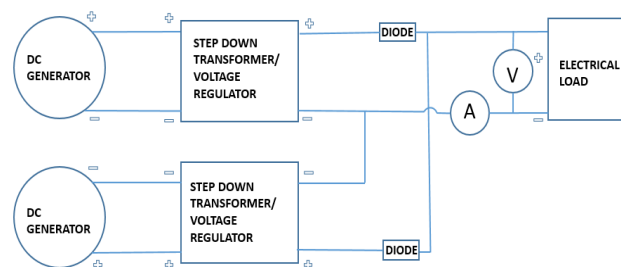 + + +
DC
GENERATOR
STEP DOWN
TRANSFORMER/
VOLTAGE
REGULATOR
DIODE
+
V
ELECTRICAL
LOAD
A
− − − −
− − −
DC
GENERATOR
STEP DOWN
TRANSFORMER/
VOLTAGE
REGULATOR
DIODE
+ + +